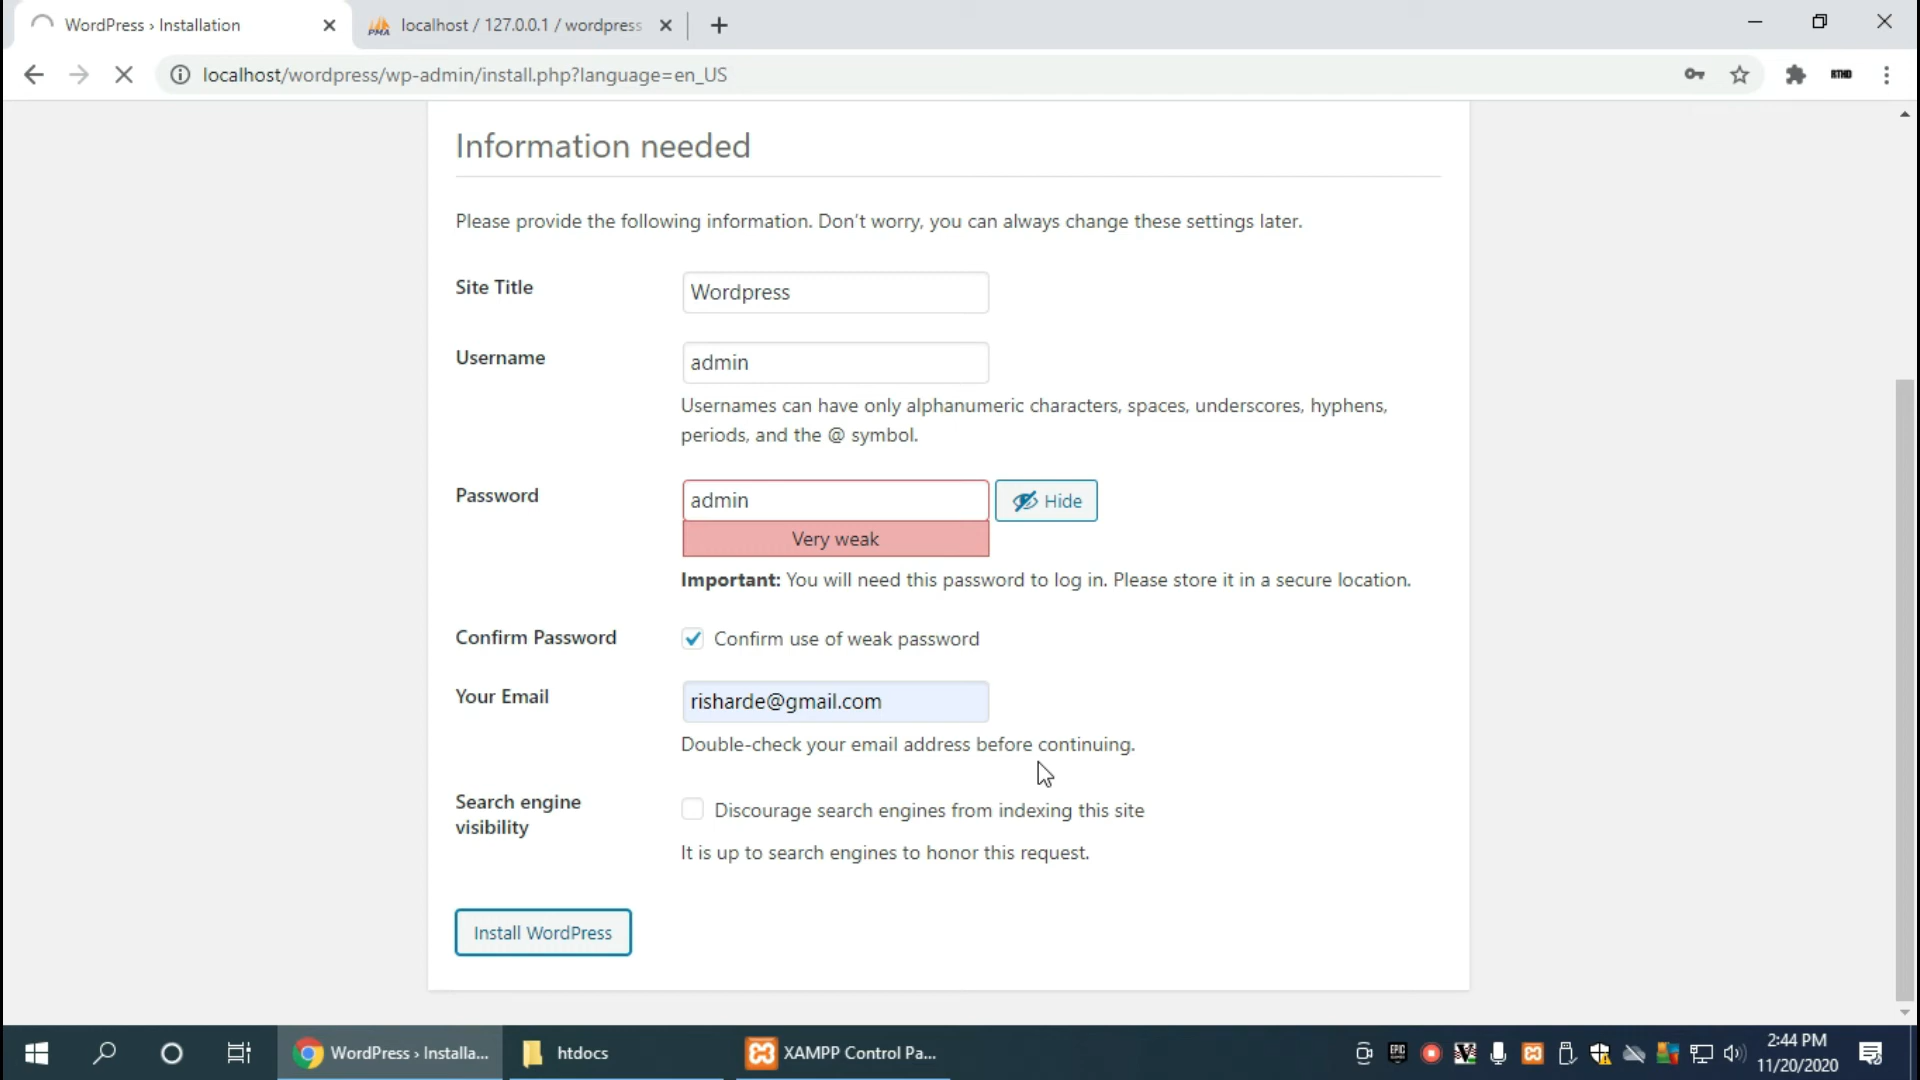 WordPress › Installation
localhost / 127.0.0.1 / wordpress
PMA
localhost/wordpress/wp-admin/install.php?language=en_US
RTHD
Information needed
Please provide the following information. Don't worry, you can always change these settings later.
Site Title
Wordpress
Username
admin
Usernames can have only alphanumeric characters, spaces, underscores, hyphens,
periods, and the @ symbol.
Password
admin
Hide
Very weak
Important: You will need this password to log in. Please store it in a secure location.
Confirm Password
Confirm use of weak password
Your Email
risharde@gmail.com
Double-check your email address before continuing.
Search engine
visibility
Discourage search engines from indexing this site
It is up to search engines to honor this request.
Install WordPress
WordPress › Installa...
htdocs
XAMPP Control Pa...
EPIC
2:44 PM
11/20/2020